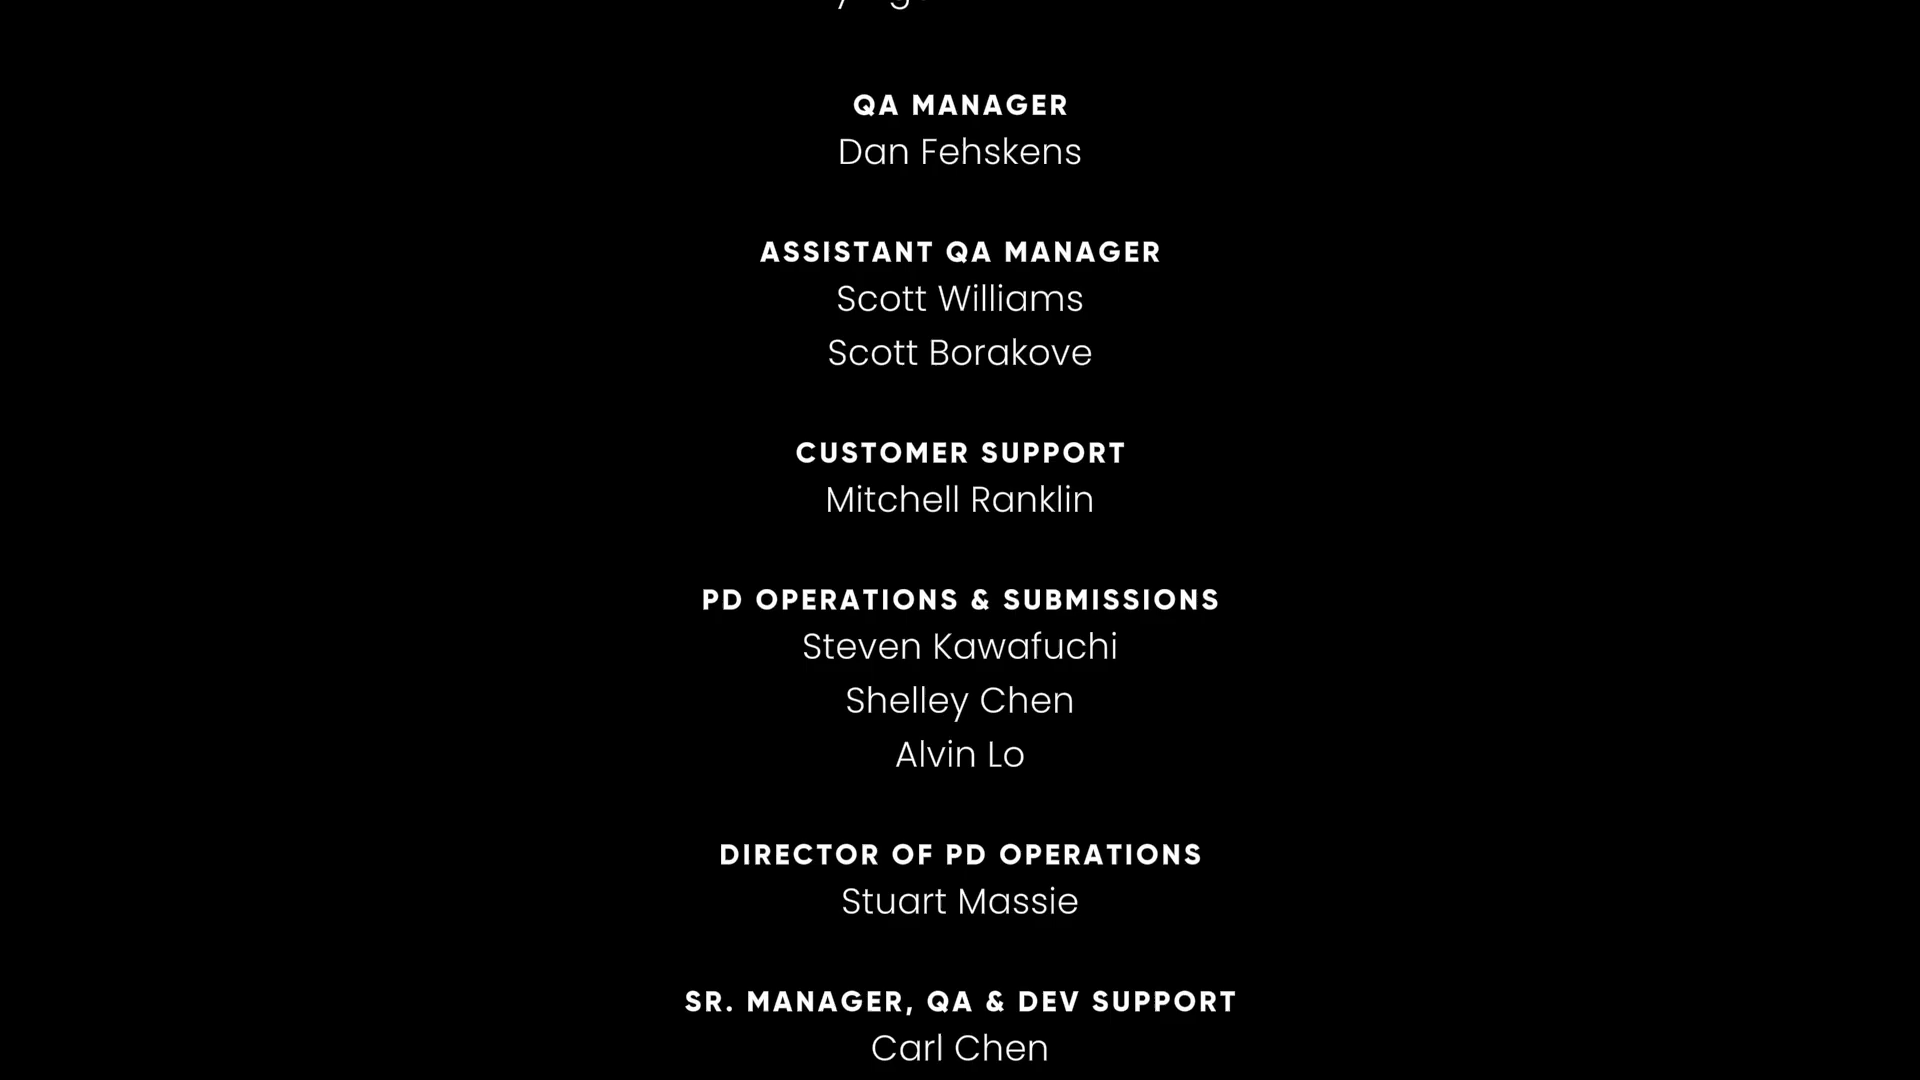 QA MANAGER
Dan Fehskens
ASSISTANT QA MANAGER
Scott Williams
Scott Borakove
CUSTOMER SUPPORT
Mitchell Ranklin
PD OPERATIONS & SUBMISSIONS
Steven Kawafuchi
Shelley Chen
Alvin Lo
DIRECTOR OF PD OPERATIONS
Stuart Massie
SR. MANAGER, QA & DEV SUPPORT
Carl Chen